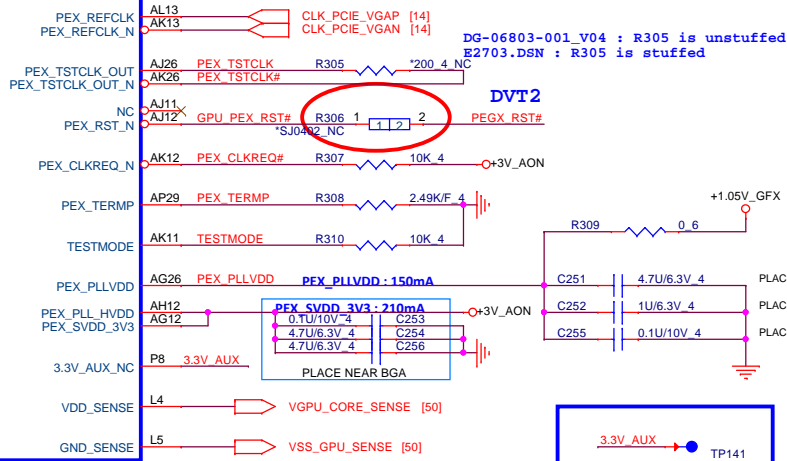 PEX_REFCLK AL13 CLK_PCIE_VGAP [14]
PEX_REFCLK_N AK13 CLK_PCIE_VGAN [14]
DG-06803-001_V04 : R305 is unstuffed
E2703.DSN : R305 is stuffed
PEX_TSTCLK_OUT AJ26 PEX_TSTCLK R305 *200_4_NC
PEX_TSTCLK_OUT_N AK26 PEX_TSTCLK#
DVT2
NC AJ11
PEX_RST_N AJ12 GPU_PEX_RST# R306 1 1 2 2 PEGX_RST#
*SJ0402_NC
PEX_CLKREQ_N AK12 PEX_CLKREQ# R307 10K_4 +3V_AON
PEX_TERMP AP29 PEX_TERMP R308 2.49K/F_4
+1.05V_GFX
R309 0_6
TESTMODE AK11 TESTMODE R310 10K_4
PEX_PLLVDD AG26 PEX_PLLVDD PEX_PLLVDD : 150mA C251 4.7U/6.3V_4 PLAC
PEX_PLL_HVDD AH12 PEX_SVDD_3V3 : 210mA +3V_AON C252 1U/6.3V_4 PLAC
PEX_SVDD_3V3 AG12 0.1U/10V_4 C253
4.7U/6.3V_4 C254 C255 0.1U/10V_4 PLAC
4.7U/6.3V_4 C256
3.3V_AUX_NC P8 3.3V_AUX PLACE NEAR BGA
VDD_SENSE L4 VGPU_CORE_SENSE [50]
GND_SENSE L5 VSS_GPU_SENSE [50]
3.3V_AUX TP141